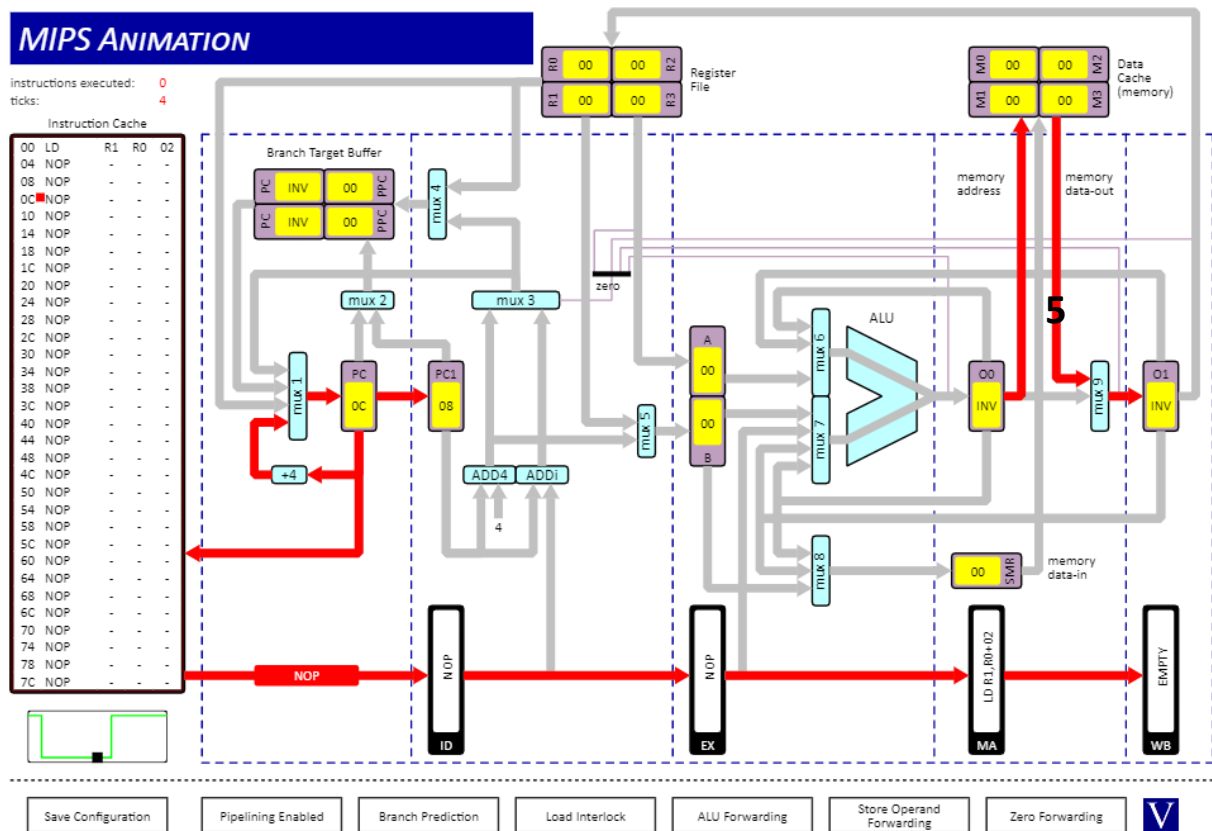 MIPS ANIMATION
instructions executed: 0
ticks: 4
Instruction Cache
00 LD R1 R0 02
04 NOP - - -
08 NOP - - -
0C NOP - - -
10 NOP - - -
14 NOP - - -
18 NOP - - -
1C NOP - - -
20 NOP - - -
24 NOP - - -
28 NOP - - -
2C NOP - - -
30 NOP - - -
34 NOP - - -
38 NOP - - -
3C NOP - - -
40 NOP - - -
44 NOP - - -
48 NOP - - -
4C NOP - - -
50 NOP - - -
54 NOP - - -
58 NOP - - -
5C NOP - - -
60 NOP - - -
64 NOP - - -
68 NOP - - -
6C NOP - - -
70 NOP - - -
74 NOP - - -
78 NOP - - -
7C NOP - - -
R0 00 00 R2
R1 00 00 R3
Register
File
M0 00 00 M2
M1 00 00 M3
Data
Cache
(memory)
Branch Target Buffer
PC INV 00 PPC
PC INV 00 PPC
mux 4
memory
address
memory
data-out
zero
mux 2
mux 3
5
ALU
mux 1
PC
0C
PC1
08
+4
ADD4
ADDi
4
mux 5
A
00
00
B
mux 6
mux 7
mux 8
O0
INV
mux 9
O1
INV
00 SMR
memory
data-in
NOP
NOP
ID
NOP
EX
LD R1,R0+02
MA
EMPTY
WB
Save Configuration
Pipelining Enabled
Branch Prediction
Load Interlock
ALU Forwarding
Store Operand
Forwarding
Zero Forwarding
V